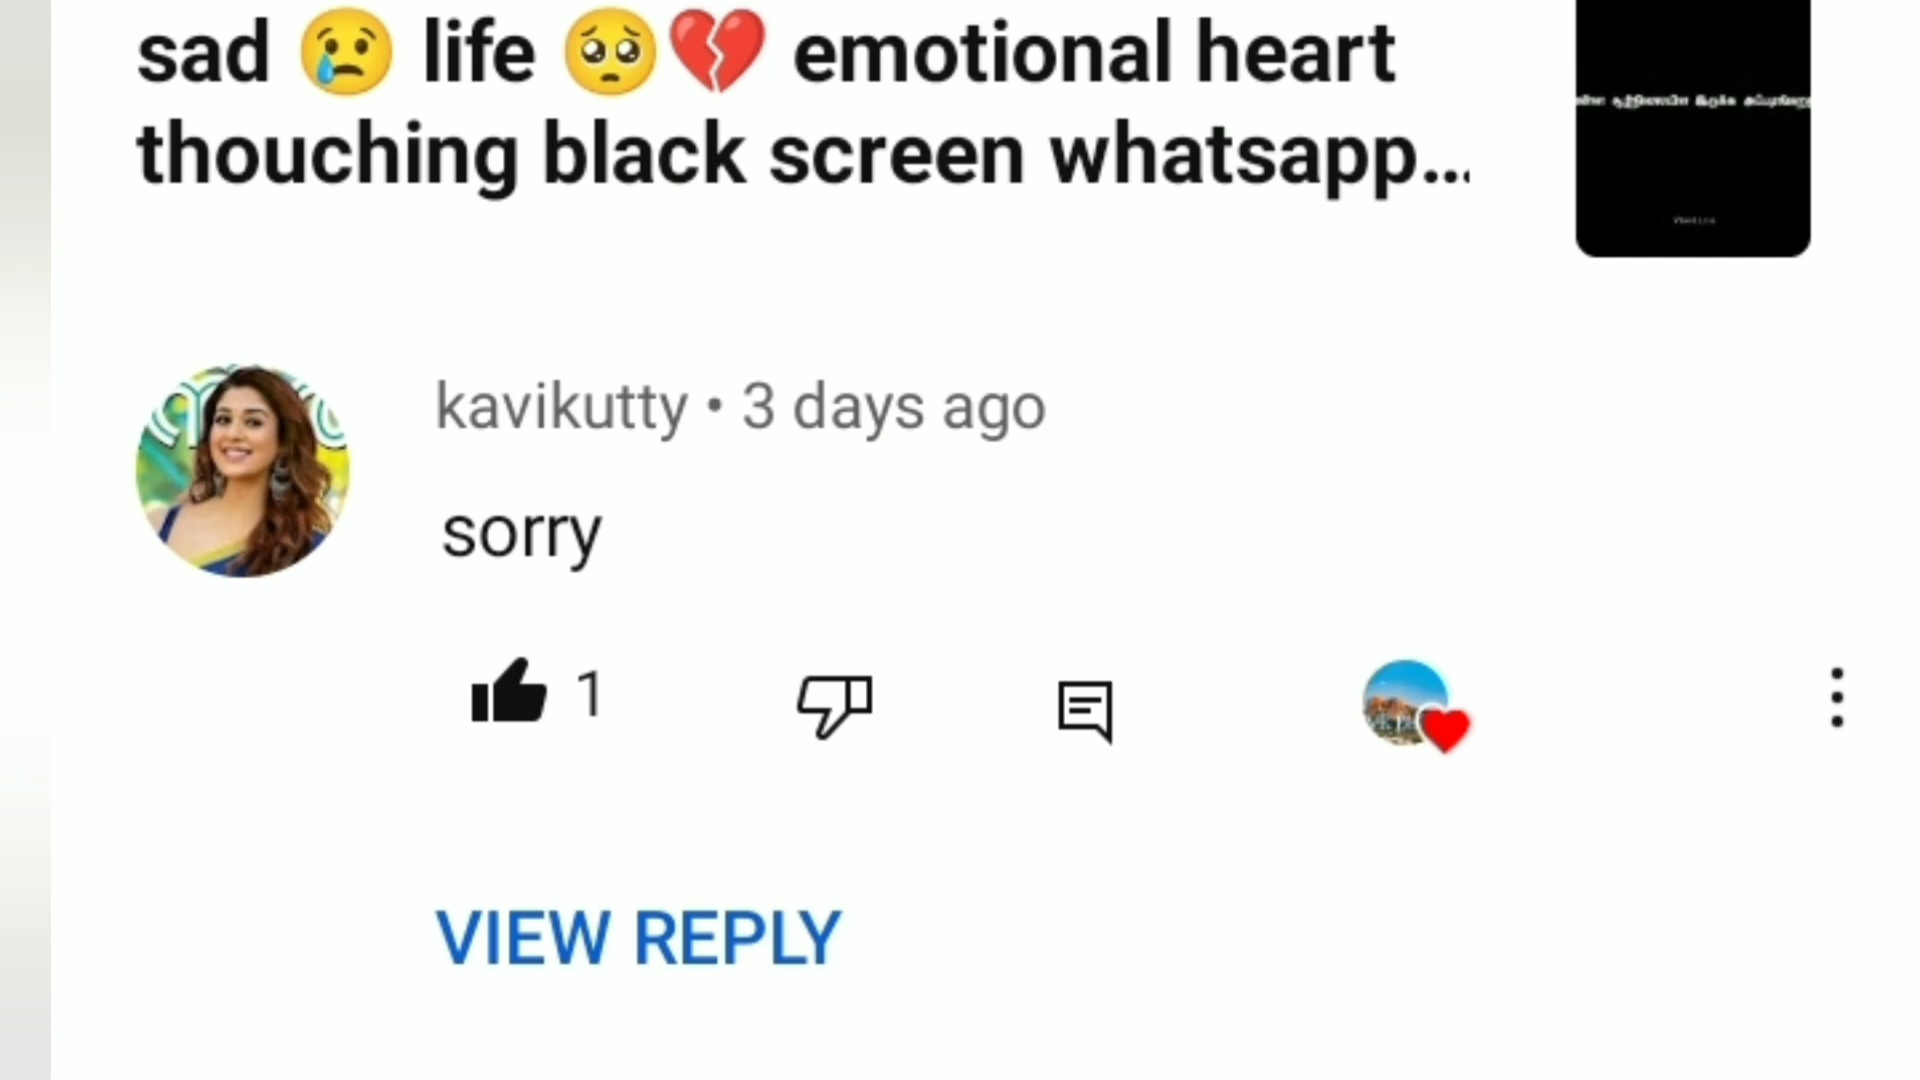 sad 😢 life 🥺💔 emotional heart
thouching black screen whatsapp...
kavikutty • 3 days ago
sorry
1
VIEW REPLY